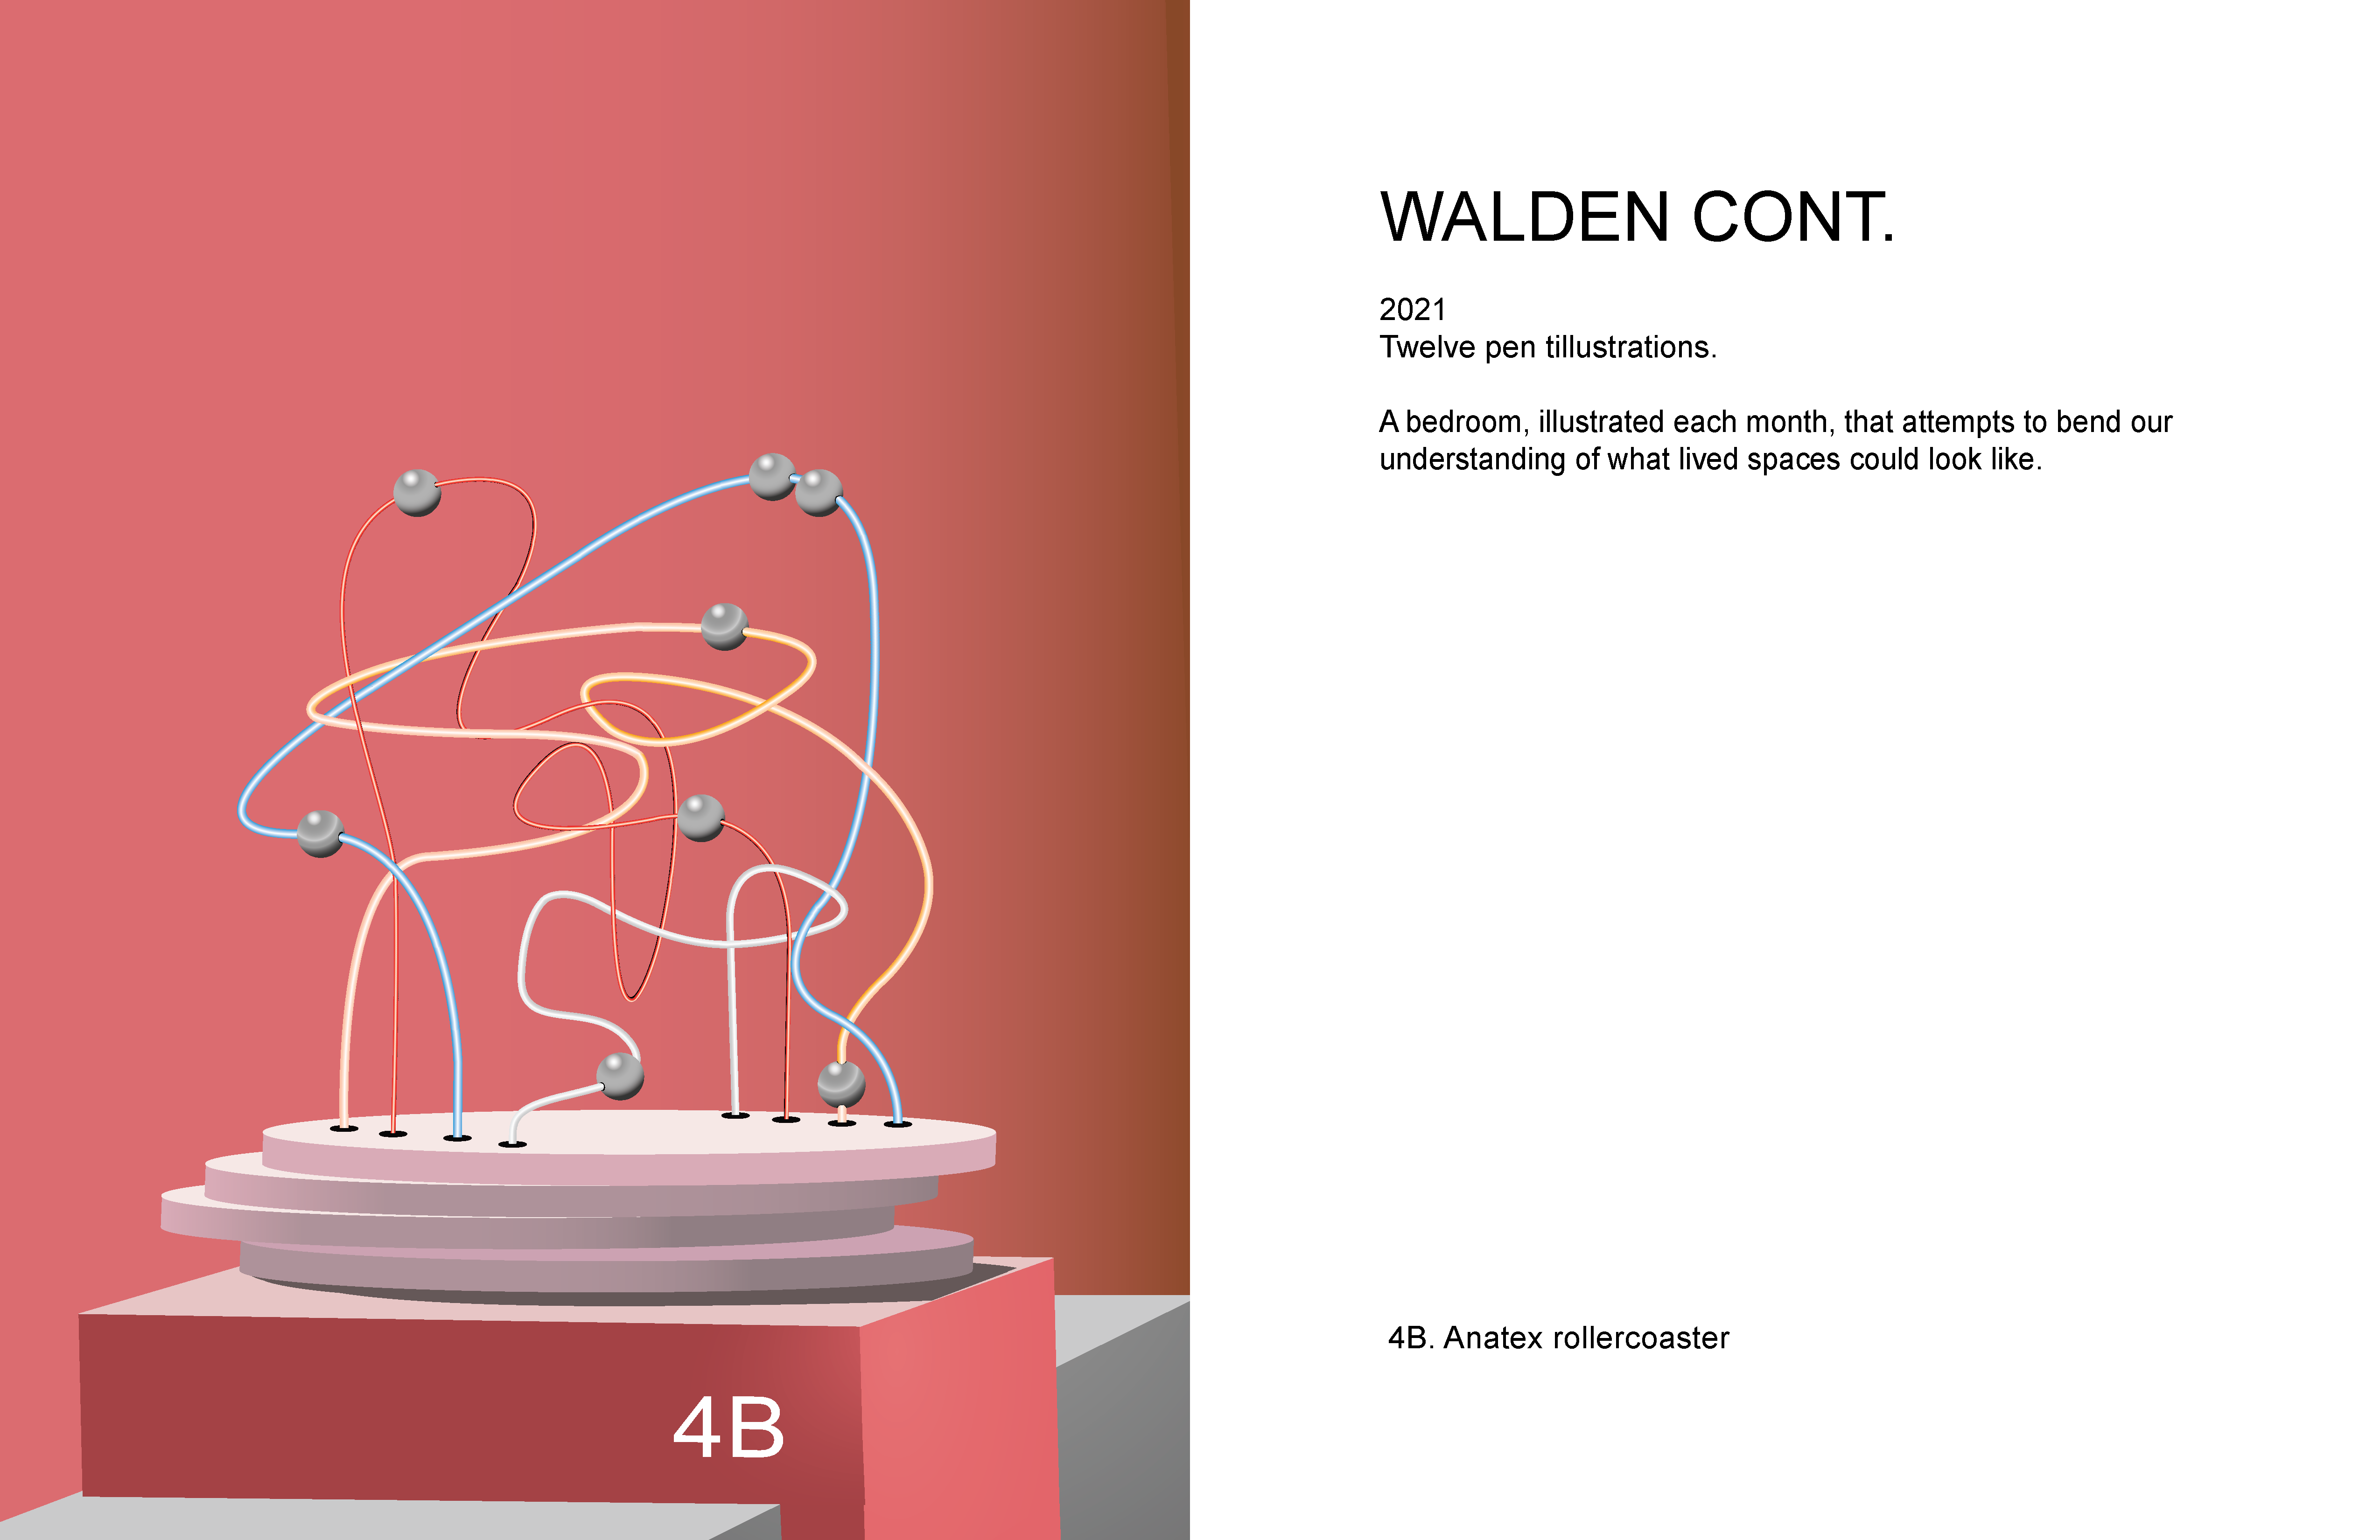 WALDEN CONT.
2021
Twelve pen tillustrations.
A bedroom, illustrated each month, that attempts to bend our
understanding of what lived spaces could look like.
4B. Anatex rollercoaster
4B